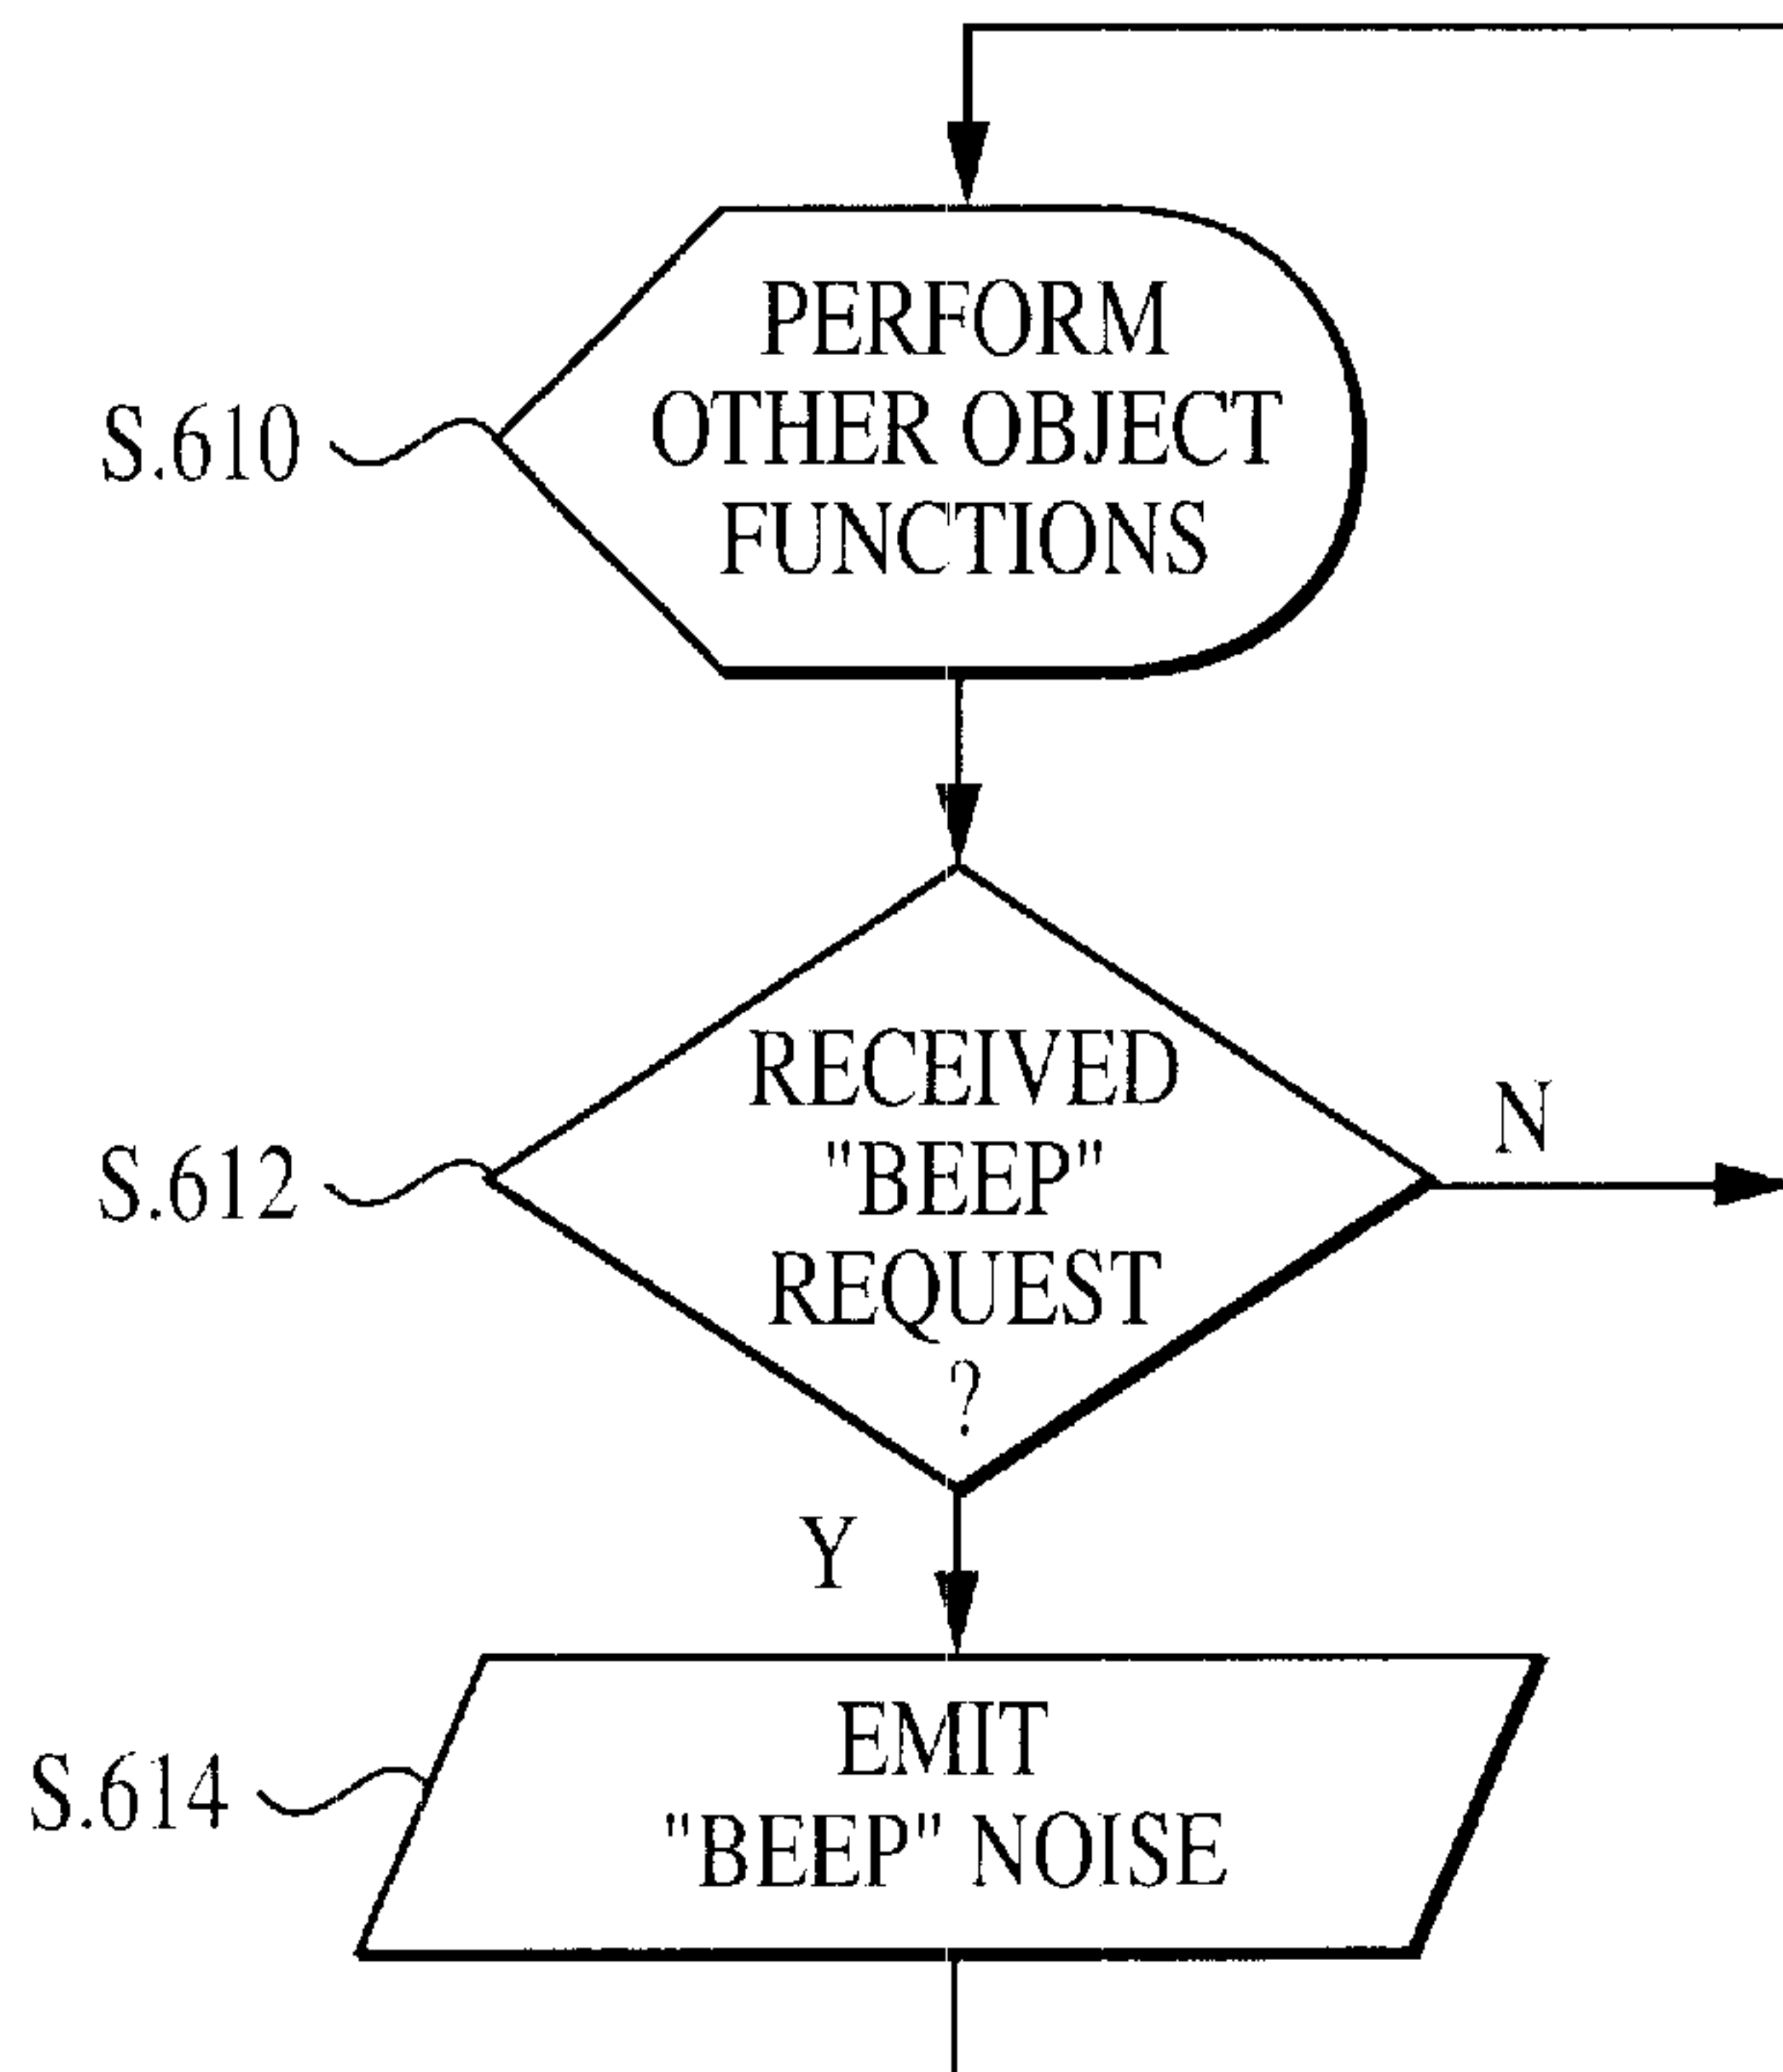 PERFORM
OTHER OBJECT
FUNCTIONS
S.610
RECEIVED
"BEEP"
REQUEST
?
S.612
N
Y
EMIT
"BEEP" NOISE
S.614